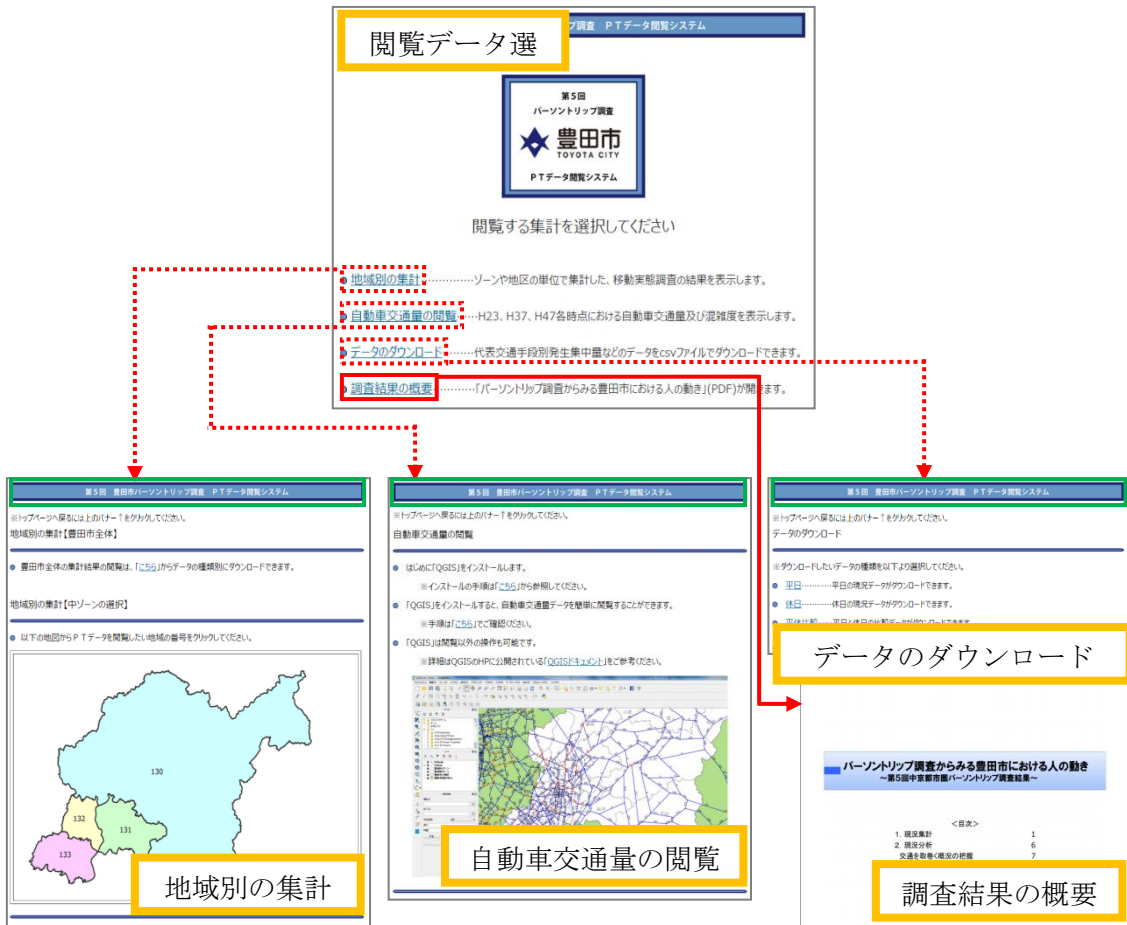 閲覧データ選
プ調査 PTデータ閲覧システム
第5回
パーソントリップ調査
豊田市
TOYOTA CITY
PTデータ閲覧システム
閲覧する集計を選択してください
地域別の集計…………ゾーンや地区の単位で集計した、移動実態調査の結果を表示します。
自動車交通量の閲覧……H23、H37、H47各時点における自動車交通量及び混雑度を表示します。
データのダウンロード………代表交通手段別発生集中量などのデータをcsvファイルでダウンロードできます。
調査結果の概要…………「パーソントリップ調査からみる豊田市における人の動き」(PDF)が開きます。
第5回 豊田市パーソントリップ調査 PTデータ閲覧システム
※トップページへ戻るには上のバナー↑をクリックしてください。
地域別の集計【豊田市全体】
豊田市全体の集計結果の閲覧は、「こちら」からデータの種類別にダウンロードできます。
地域別の集計【中ゾーンの選択】
以下の地図からPTデータを閲覧したい地域の番号をクリックしてください。
130
132
131
133
地域別の集計
第5回 豊田市パーソントリップ調査 PTデータ閲覧システム
※トップページへ戻るには上のバナー↑をクリックしてください。
自動車交通量の閲覧
はじめに「QGIS」をインストールします。
※インストールの手順は「こちら」から参照してください。
「QGIS」をインストールすると、自動車交通量データを簡単に閲覧することができます。
※手順は「こちら」でご確認ください。
「QGIS」は閲覧以外の操作も可能です。
※詳細はQGISのHPに公開されている「QGISドキュメント」をご参考ください。
自動車交通量の閲覧
第5回 豊田市パーソントリップ調査 PTデータ閲覧システム
※トップページへ戻るには上のバナー↑をクリックしてください。
データのダウンロード
※ダウンロードしたいデータの種類を以下より選択してください。
平日…………平日の現況データがダウンロードできます。
休日…………休日の現況データがダウンロードできます。
平休比較……平日と休日の比較データがダウンロードできます。
データのダウンロード
パーソントリップ調査からみる豊田市における人の動き
～第5回中京都市圏パーソントリップ調査結果～
＜目次＞
1. 現況集計 1
2. 現況分析 6
交通を取巻く概況の把握 7
調査結果の概要